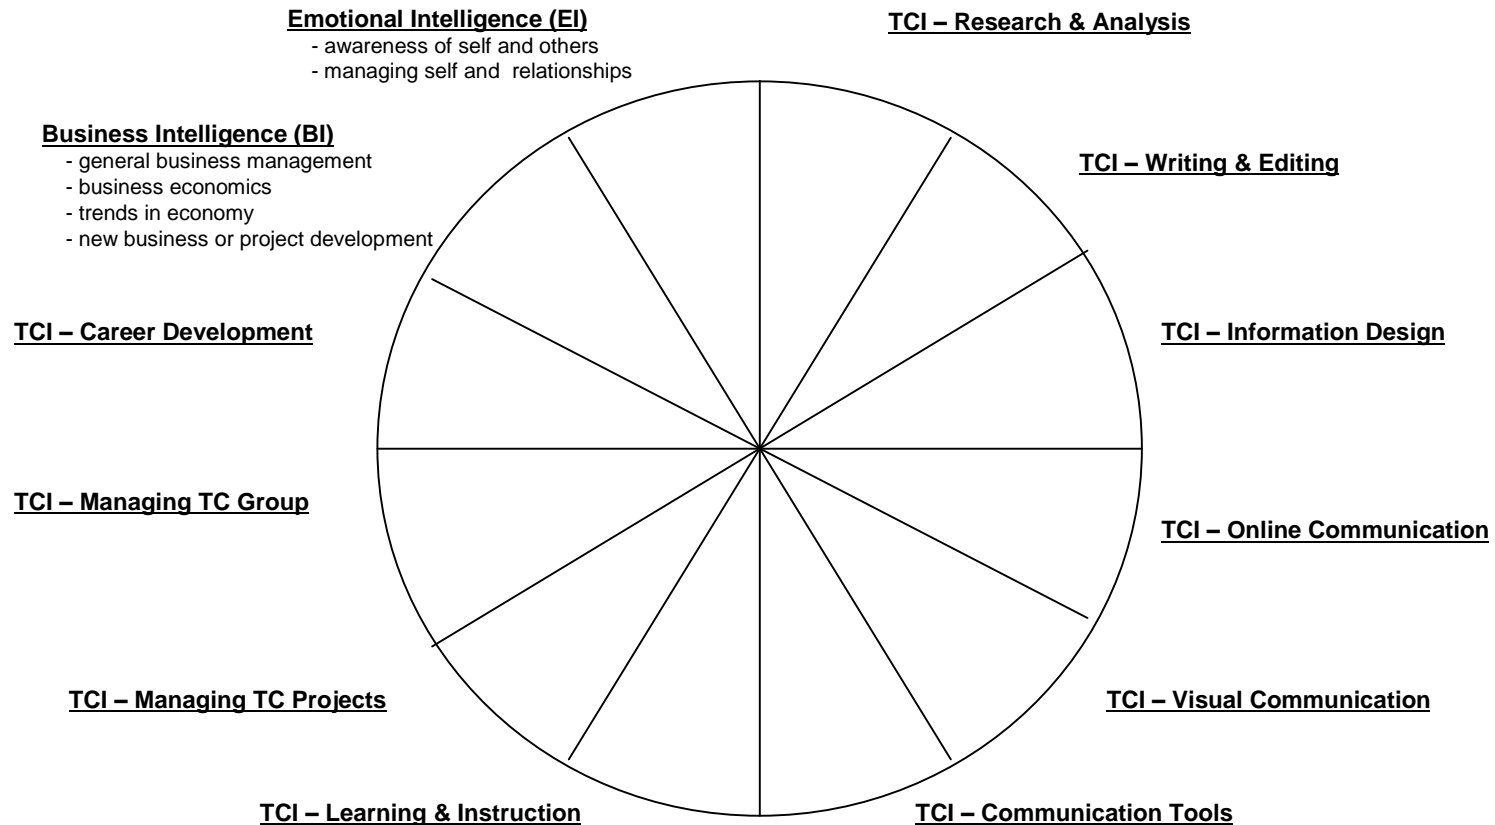 Emotional Intelligence (EI)
- awareness of self and others
- managing self and relationships
TCI – Research & Analysis
Business Intelligence (BI)
- general business management
- business economics
- trends in economy
- new business or project development
TCI – Writing & Editing
TCI – Career Development
TCI – Information Design
TCI – Managing TC Group
TCI – Online Communication
TCI – Managing TC Projects
TCI – Visual Communication
TCI – Learning & Instruction
TCI – Communication Tools